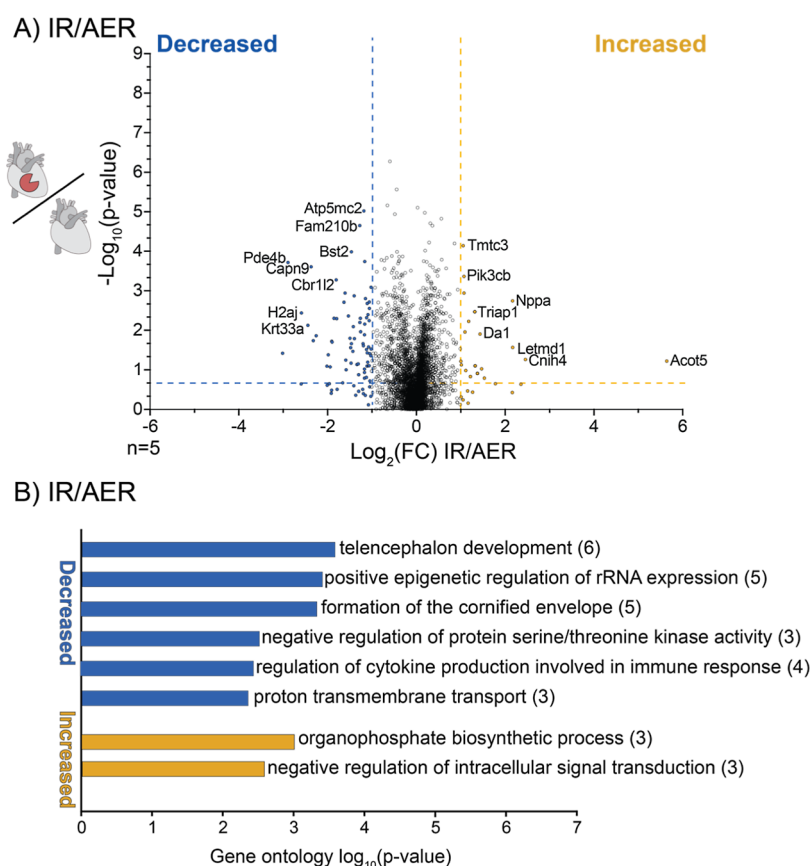 A) IR/AER
Decreased
Increased
-Log10(p-value)
9
8
7
6
5
4
3
2
1
0
Atp5mc2
Fam210b
Bst2
Pde4b
Capn9
Cbr1l2
H2aj
Krt33a
Tmtc3
Pik3cb
Nppa
Triap1
Da1
Letmd1
Cnih4
Acot5
-6 -4 -2 0 2 4 6
n=5
Log2(FC) IR/AER
B) IR/AER
Decreased
telencephalon development (6)
positive epigenetic regulation of rRNA expression (5)
formation of the cornified envelope (5)
negative regulation of protein serine/threonine kinase activity (3)
regulation of cytokine production involved in immune response (4)
proton transmembrane transport (3)
Increased
organophosphate biosynthetic process (3)
negative regulation of intracellular signal transduction (3)
0 1 2 3 4 5 6 7
Gene ontology log10(p-value)